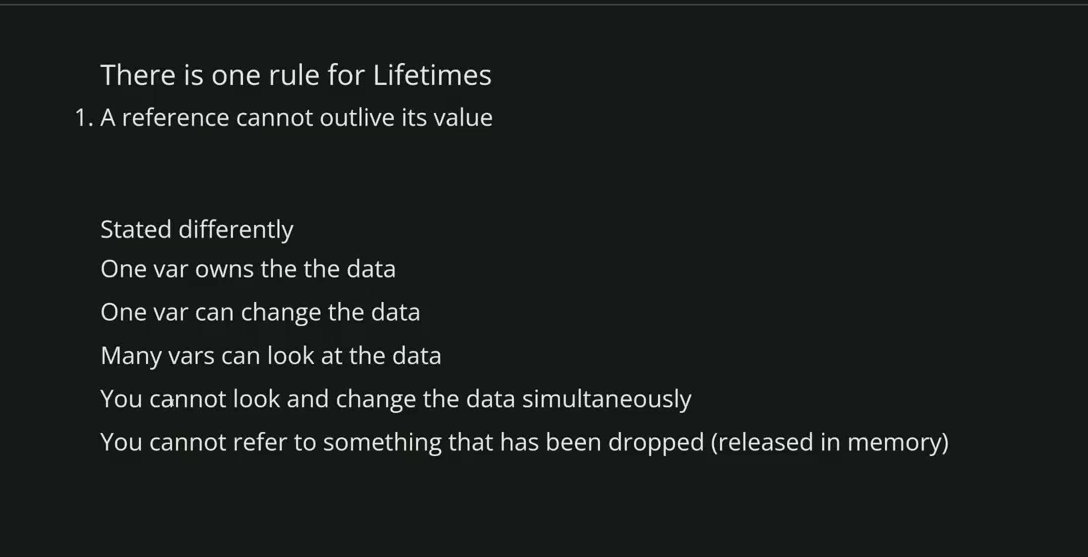 There is one rule for Lifetimes
1. A reference cannot outlive its value
Stated differently
One var owns the the data
One var can change the data
Many vars can look at the data
You cannot look and change the data simultaneously
You cannot refer to something that has been dropped (released in memory)